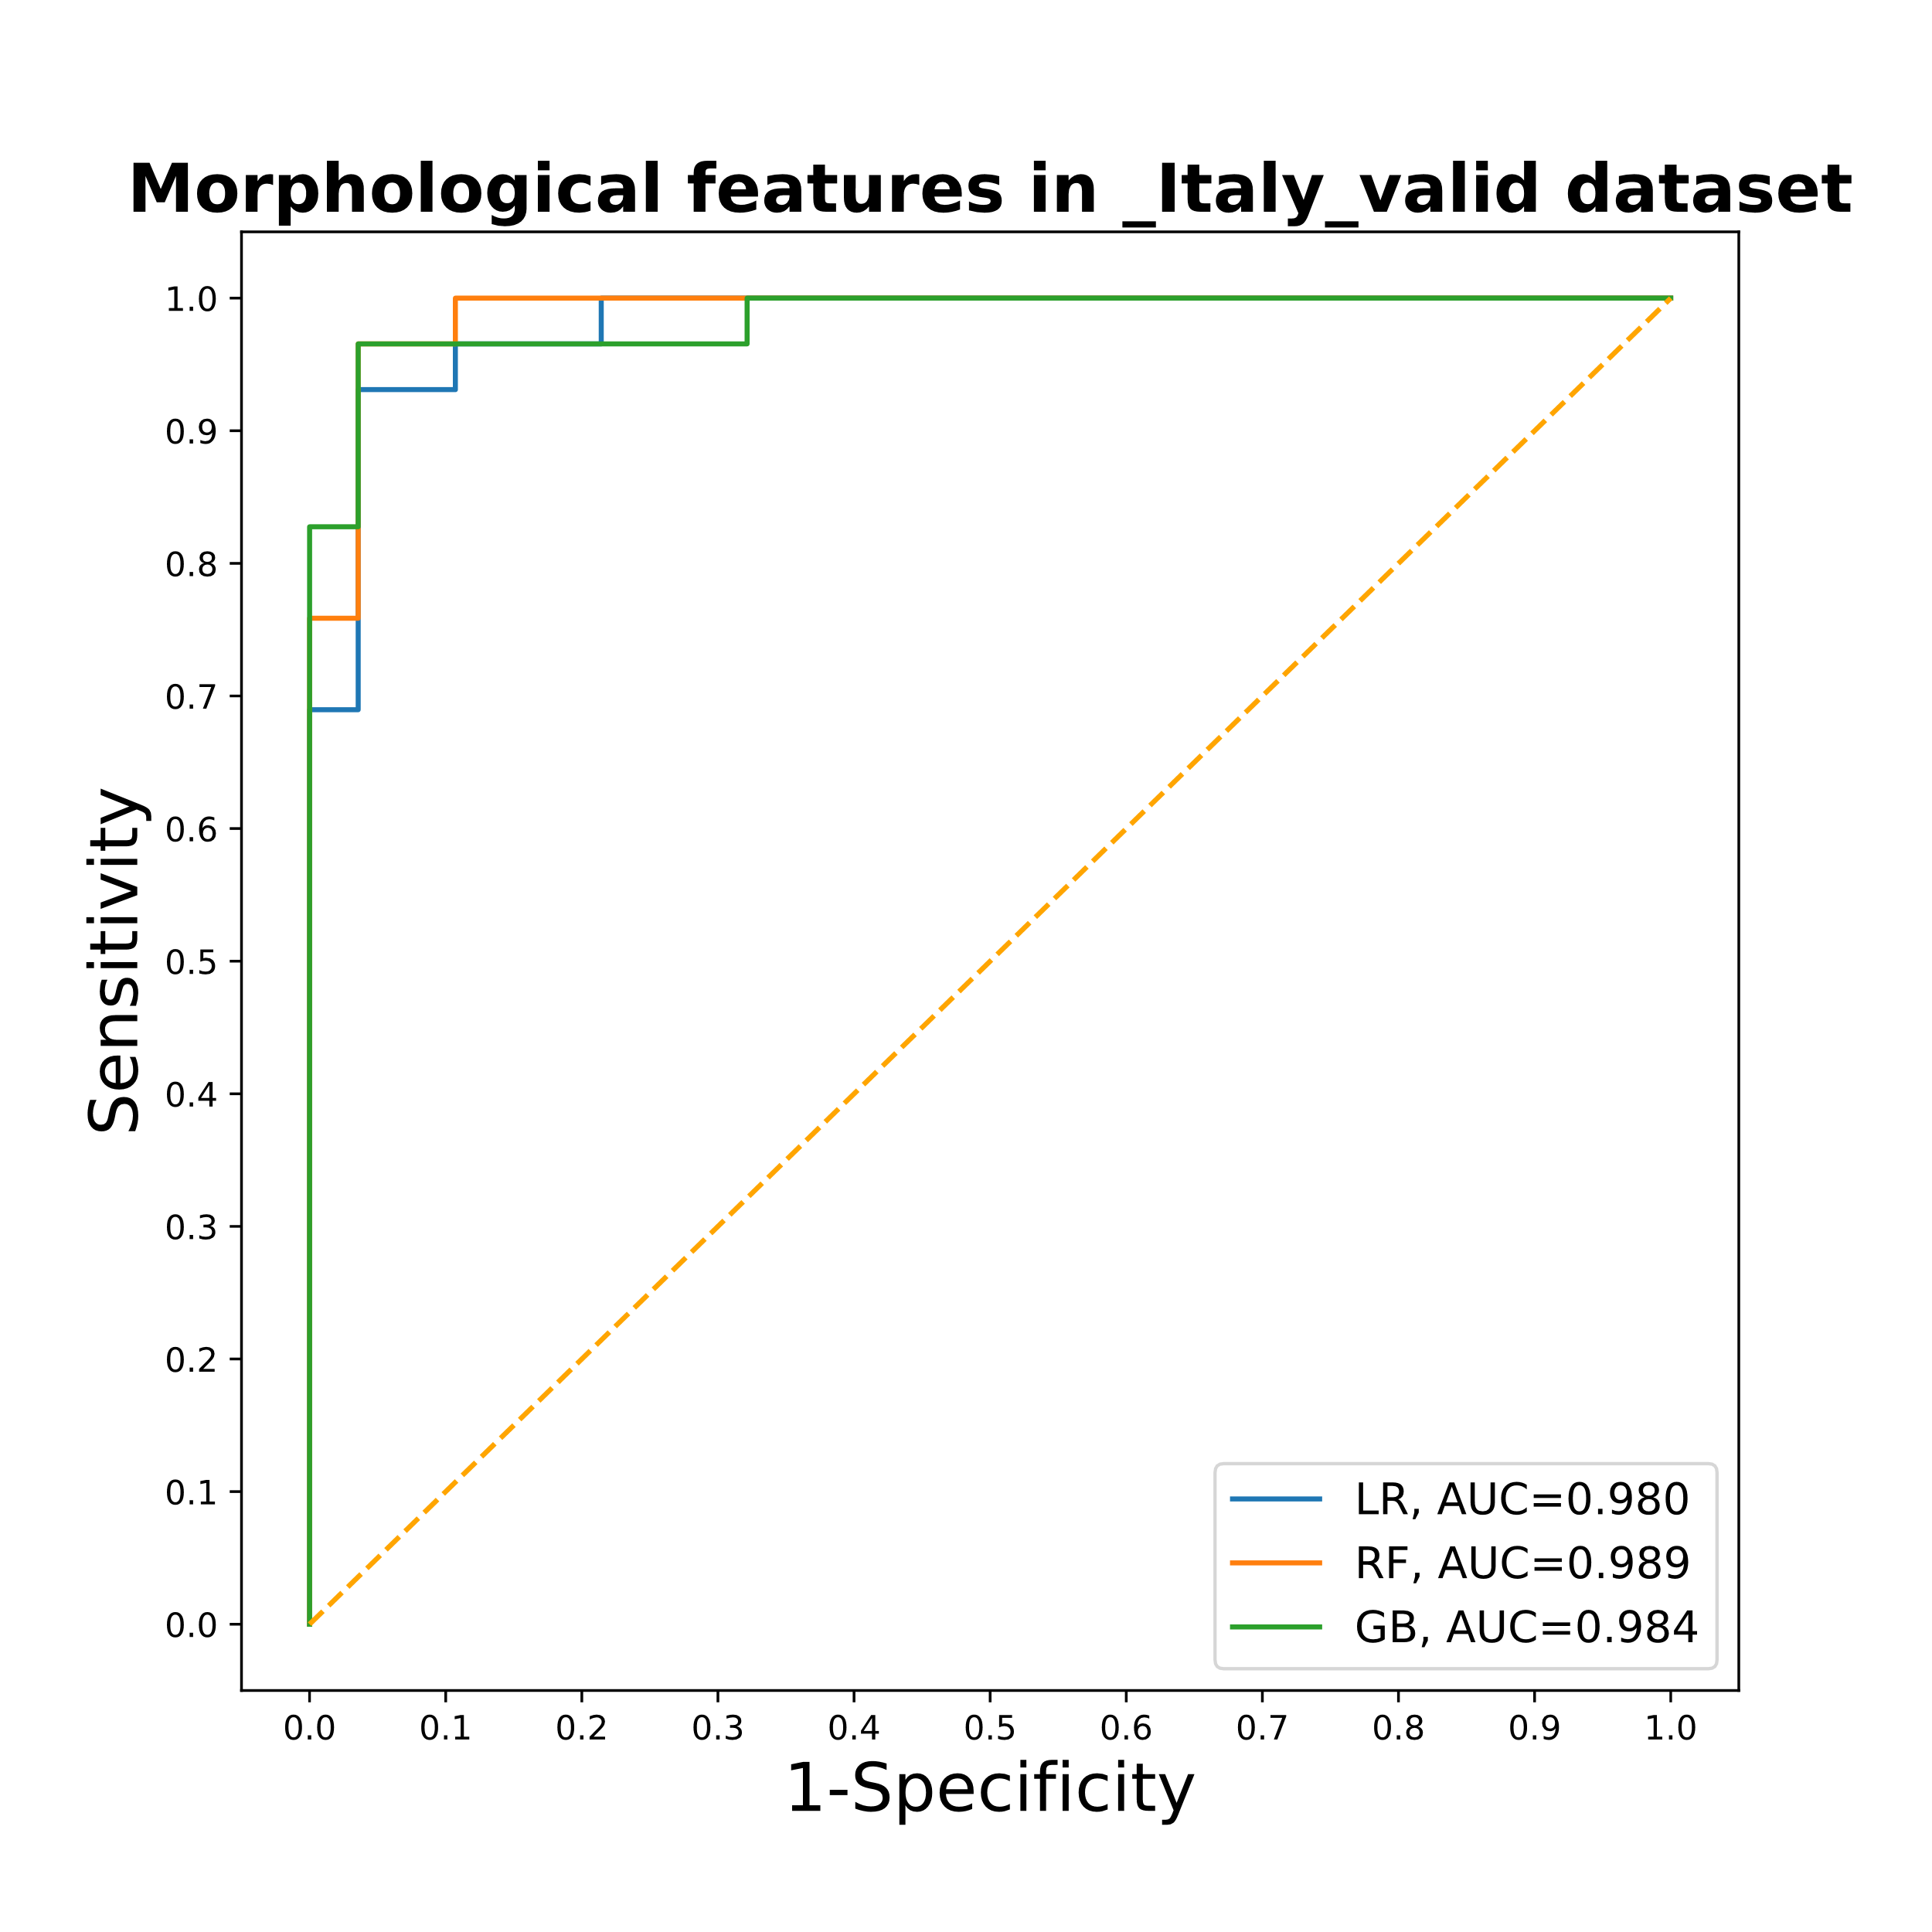 Morphological features in _Italy_valid dataset
1.0
0.9
0.8
0.7
0.6
0.5
0.4
0.3
0.2
0.1
0.0
Sensitivity
LR, AUC=0.980
RF, AUC=0.989
GB, AUC=0.984
0.0 0.1 0.2 0.3 0.4 0.5 0.6 0.7 0.8 0.9 1.0
1-Specificity